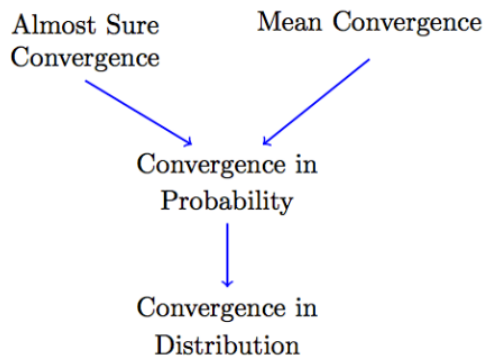 Almost Sure
Convergence
Mean Convergence
Convergence in
Probability
Convergence in
Distribution